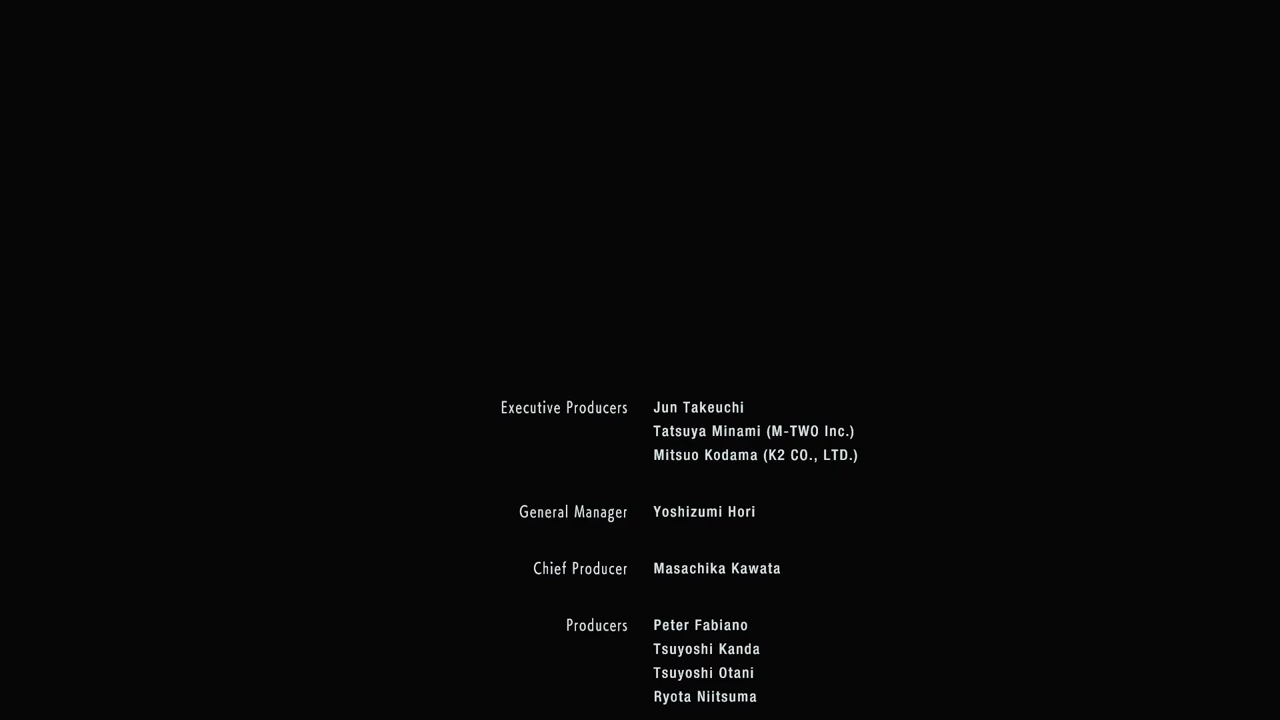 Executive Producers Jun Takeuchi
Tatsuya Minami (M-TWO Inc.)
Mitsuo Kodama (K2 CO., LTD.)
General Manager Yoshizumi Hori
Chief Producer Masachika Kawata
Producers Peter Fabiano
Tsuyoshi Kanda
Tsuyoshi Otani
Ryota Niitsuma